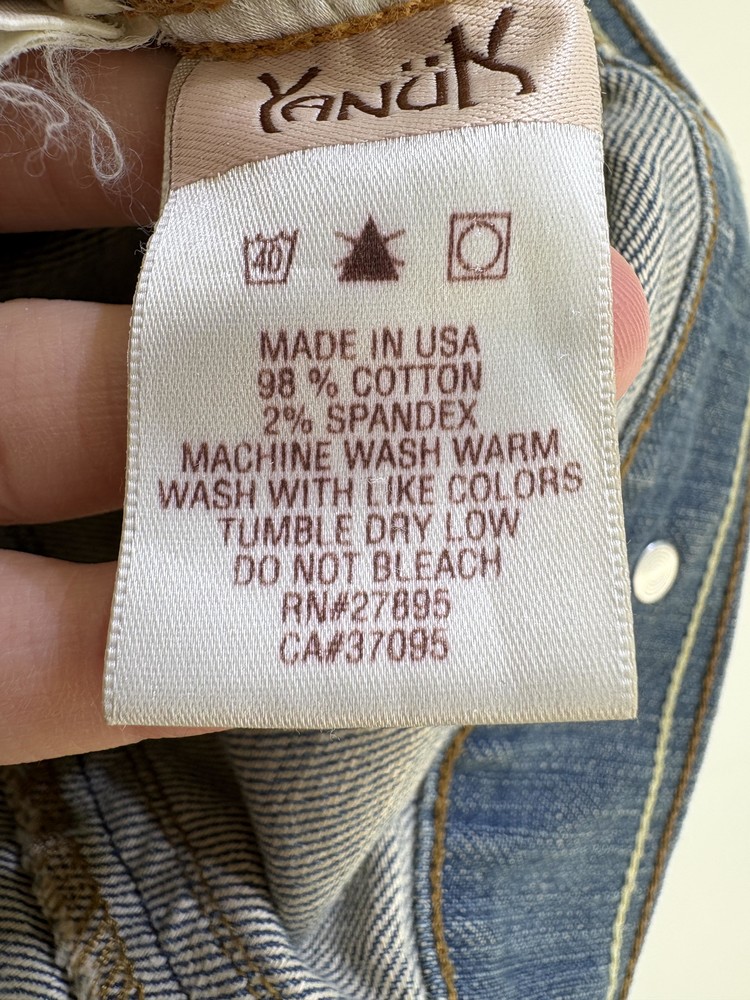 YANÜK
40
MADE IN USA
98 % COTTON
2% SPANDEX
MACHINE WASH WARM
WASH WITH LIKE COLORS
TUMBLE DRY LOW
DO NOT BLEACH
RN#27895
CA#37095